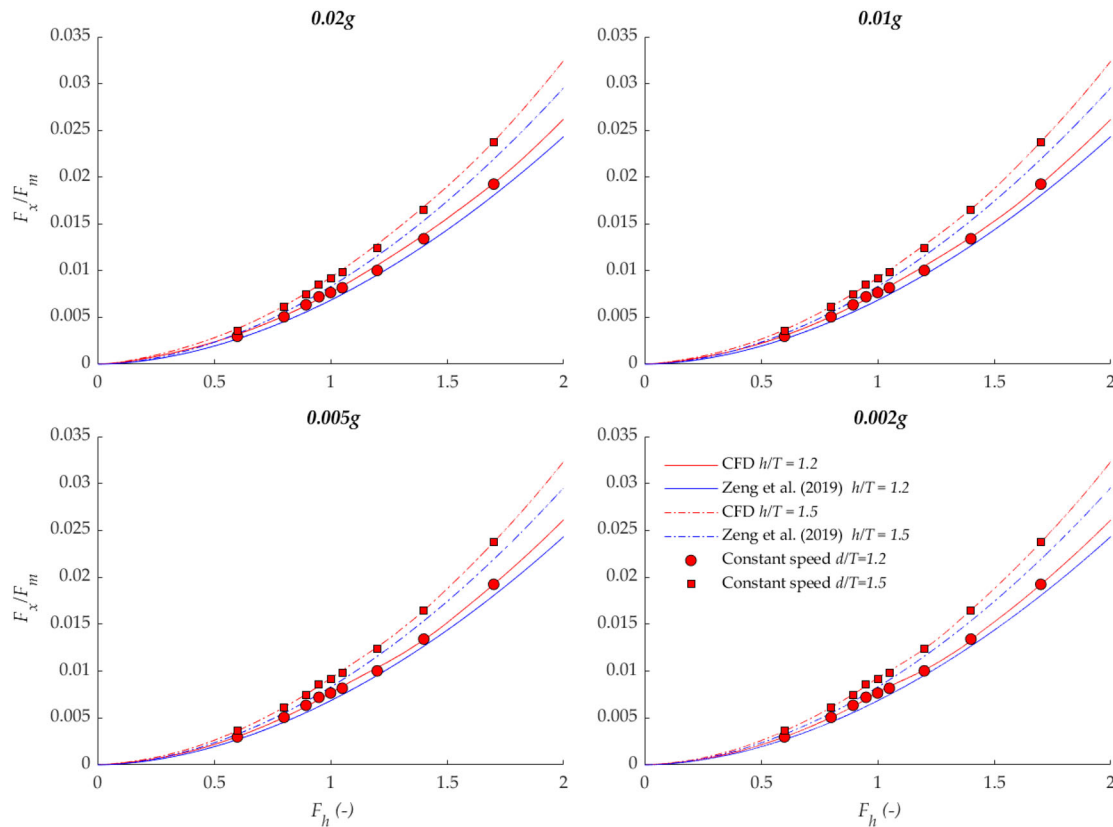 0.02g
0.035
0.03
0.025
0.02
0.015
0.01
0.005
0
F_x/F_m
0 0.5 1 1.5 2
0.01g
0.035
0.03
0.025
0.02
0.015
0.01
0.005
0
0 0.5 1 1.5 2
0.005g
0.035
0.03
0.025
0.02
0.015
0.01
0.005
0
F_x/F_m
0 0.5 1 1.5 2
F_h (-)
0.002g
0.035
0.03
0.025
0.02
0.015
0.01
0.005
0
CFD h/T = 1.2
Zeng et al. (2019) h/T = 1.2
CFD h/T = 1.5
Zeng et al. (2019) h/T = 1.5
Constant speed d/T=1.2
Constant speed d/T=1.5
0 0.5 1 1.5 2
F_h (-)